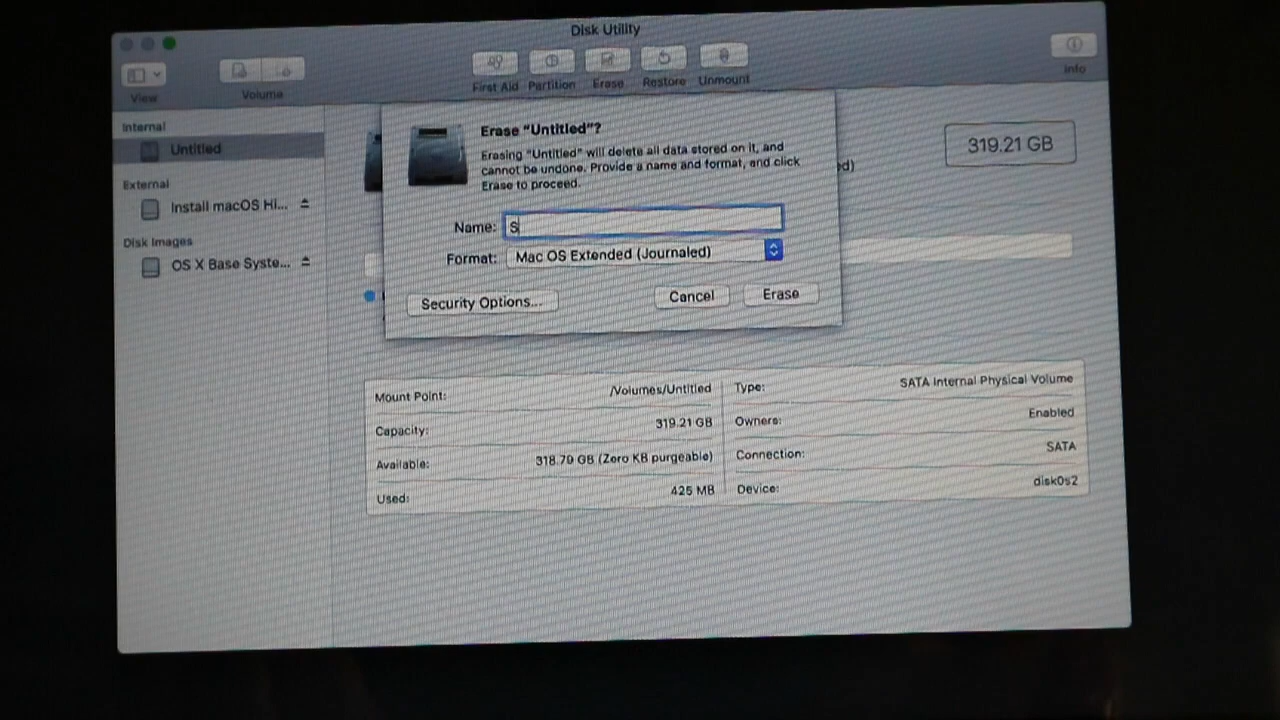 Disk Utility
View
Volume
First Aid
Partition
Erase
Restore
Unmount
Info
Internal
Untitled
External
Install macOS Hi...
Disk Images
OS X Base Syste...
319.21 GB
Erase "Untitled"?
Erasing "Untitled" will delete all data stored on it, and
cannot be undone. Provide a name and format, and click
Erase to proceed.
Name: S
Format: Mac OS Extended (Journaled)
Security Options...
Cancel
Erase
Mount Point: /Volumes/Untitled
Capacity: 319.21 GB
Available: 318.79 GB (Zero KB purgeable)
Used: 425 MB
Type: SATA Internal Physical Volume
Owners: Enabled
Connection: SATA
Device: disk0s2